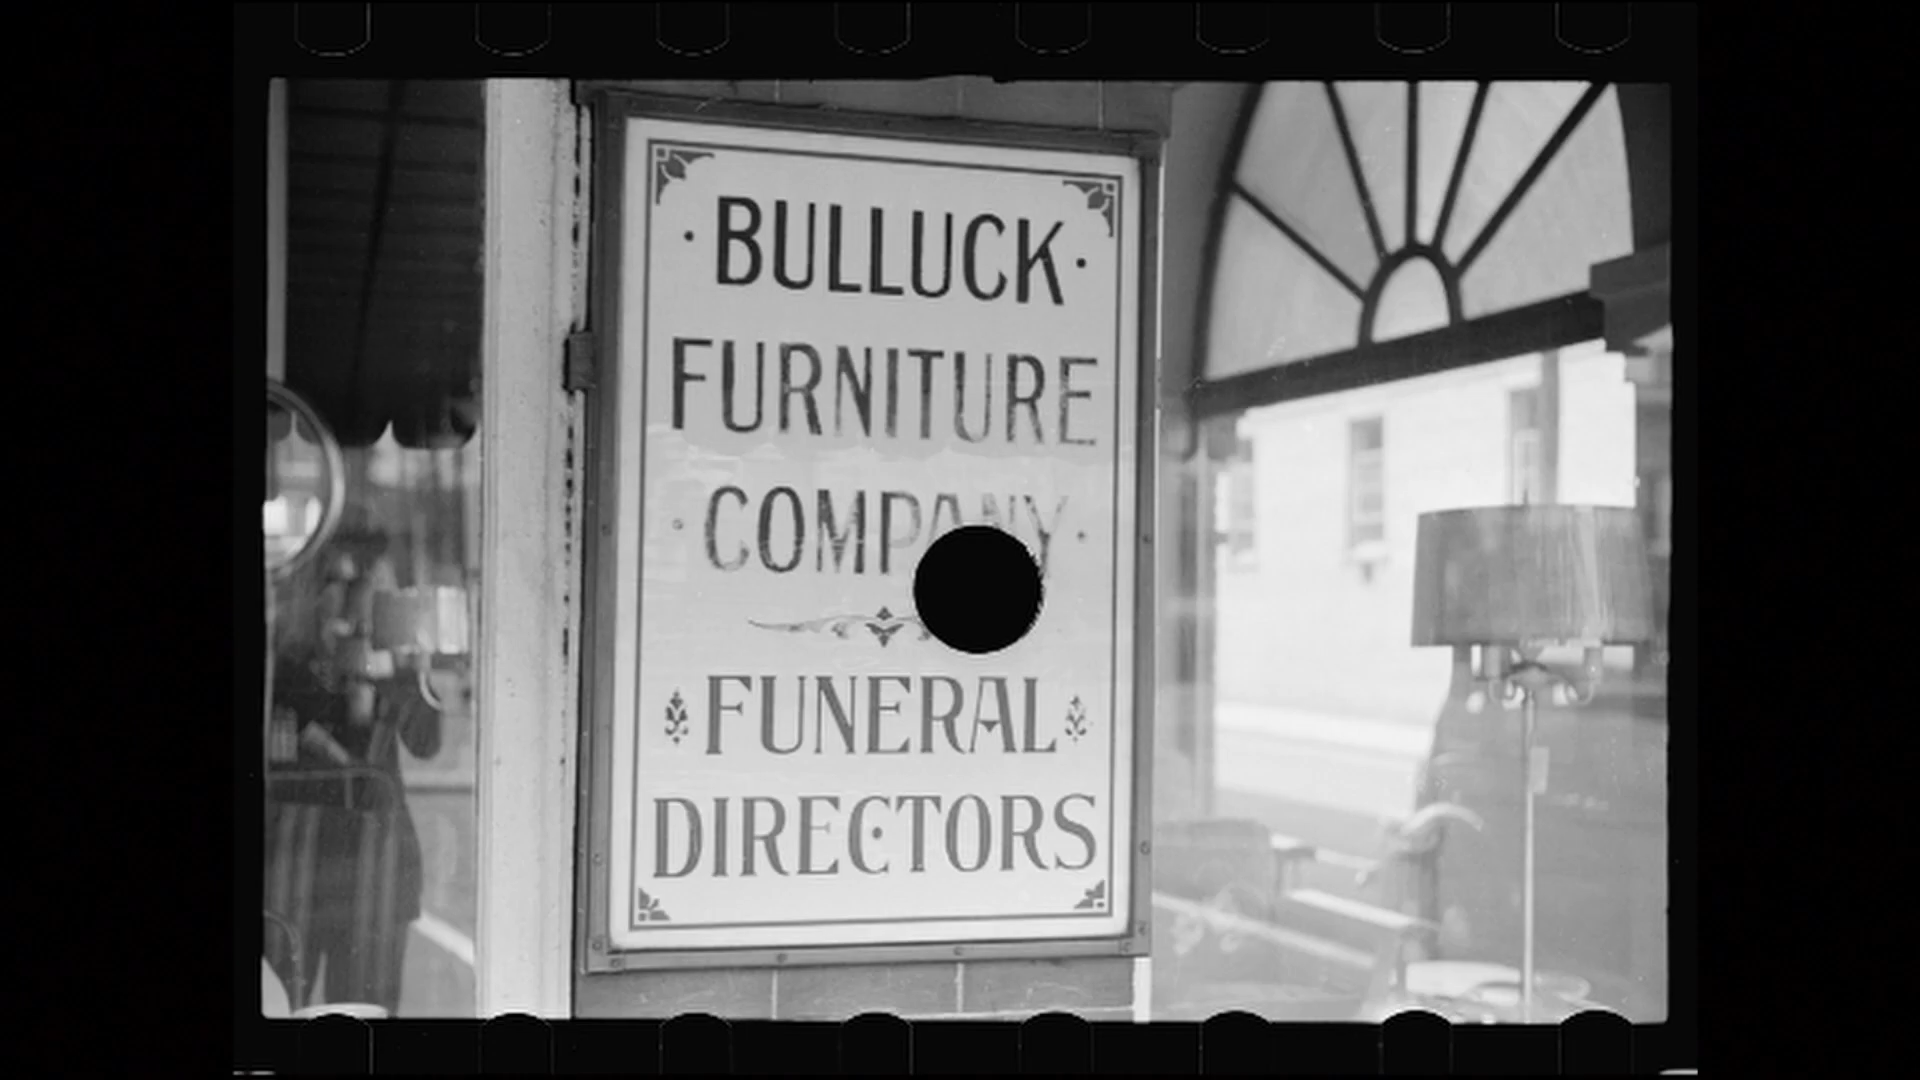 · BULLUCK ·
FURNITURE
· COMPANY ·
FUNERAL
DIRECTORS